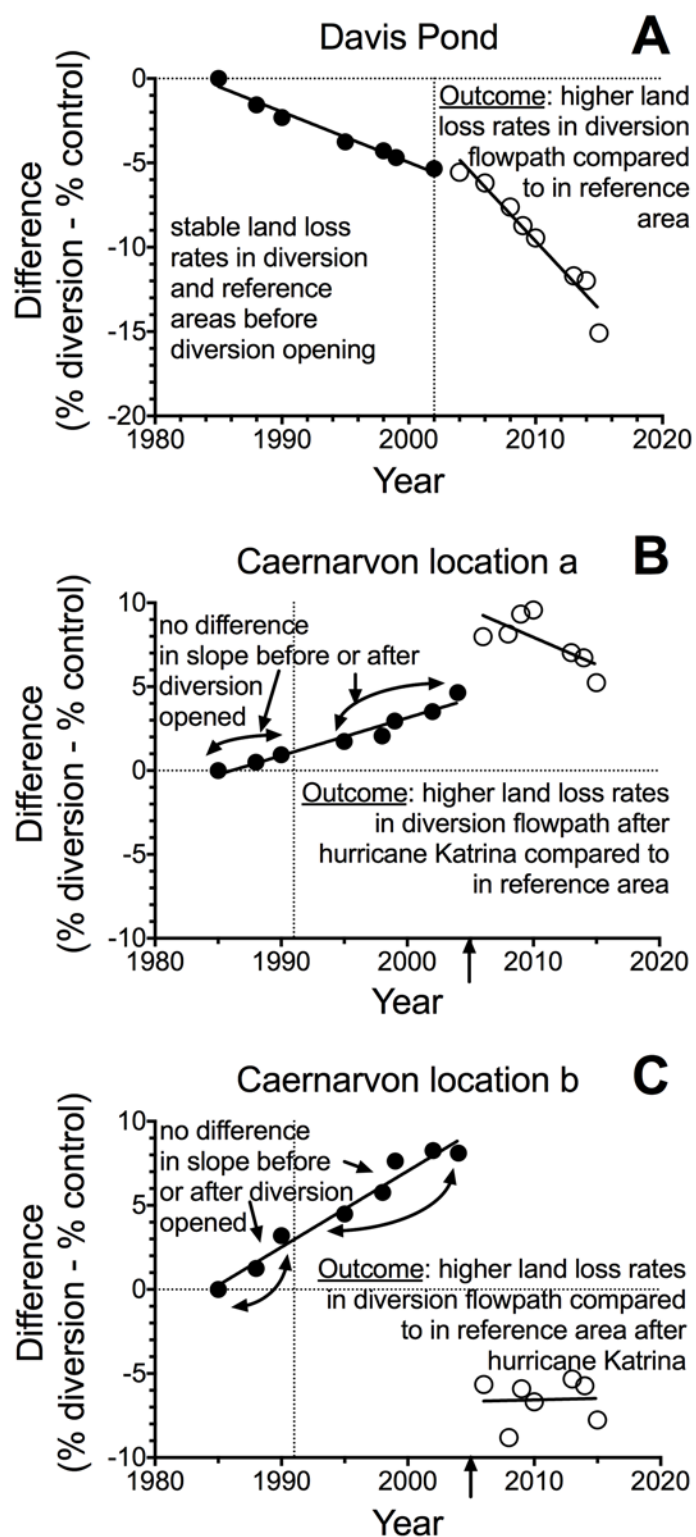 Davis Pond
A
Difference
(% diversion - % control)
0
-5
-10
-15
-20
Outcome: higher land
loss rates in diversion
flowpath compared
to in reference
area
stable land loss
rates in diversion
and reference
areas before
diversion opening
1980
1990
2000
2010
2020
Year
Caernarvon location a
B
Difference
(% diversion - % control)
10
5
0
-5
-10
no difference
in slope before or after
diversion
opened
Outcome: higher land loss rates
in diversion flowpath after
hurricane Katrina compared to
in reference area
1980
1990
2000
2010
2020
Year
Caernarvon location b
C
Difference
(% diversion - % control)
10
5
0
-5
-10
no difference
in slope before
or after diversion
opened
Outcome: higher land loss rates
in diversion flowpath compared
to in reference area after
hurricane Katrina
1980
1990
2000
2010
2020
Year